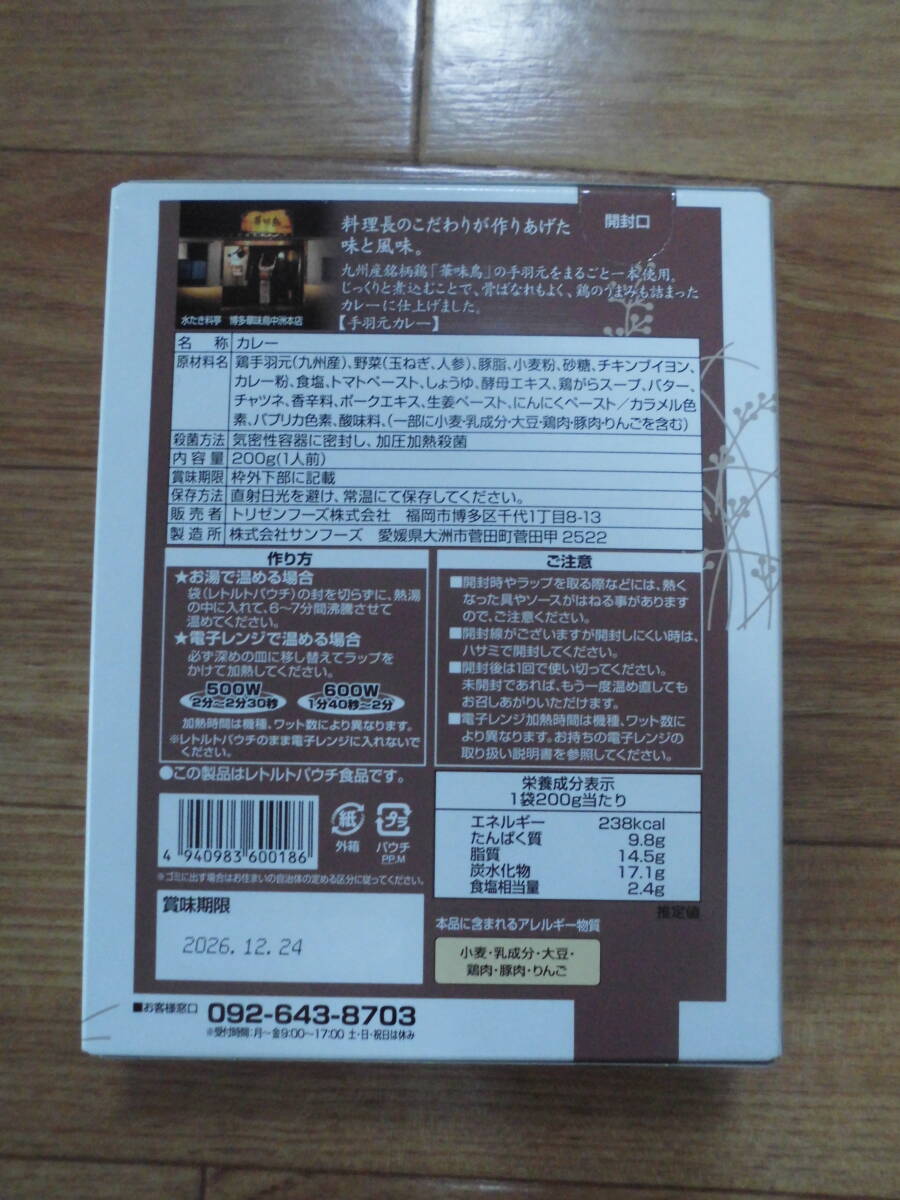 料理長のこだわりが作りあげた
味と風味。
九州産銘柄鶏「華味鳥」の手羽元をまるごと一本使用。
じっくりと煮込むことで、骨ばなれもよく、鶏のうまみも詰まった
カレーに仕上げました。
【手羽元カレー】
開封口
水たき料亭 博多華味鳥中洲本店
名称 カレー
原材料名 鶏手羽元(九州産)、野菜(玉ねぎ、人参)、豚脂、小麦粉、砂糖、チキンブイヨン、
カレー粉、食塩、トマトペースト、しょうゆ、酵母エキス、鶏がらスープ、バター、
チャツネ、香辛料、ポークエキス、生姜ペースト、にんにくペースト/カラメル色
素、パプリカ色素、酸味料、(一部に小麦・乳成分・大豆・鶏肉・豚肉・りんごを含む)
殺菌方法 気密性容器に密封し、加圧加熱殺菌
内容量 200g(1人前)
賞味期限 枠外下部に記載
保存方法 直射日光を避け、常温にて保存してください。
販売者 トリゼンフーズ株式会社 福岡市博多区千代1丁目8-13
製造所 株式会社サンフーズ 愛媛県大洲市菅田町菅田甲2522
作り方
★お湯で温める場合
袋(レトルトパウチ)の封を切らずに、熱湯
の中に入れて、6〜7分間沸騰させて
温めてください。
★電子レンジで温める場合
必ず深めの皿に移し替えてラップを
かけて加熱してください。
500W 600W
2分〜2分30秒 1分40秒〜2分
加熱時間は機種、ワット数により異なります。
※レトルトパウチのまま電子レンジに入れないで
ください。
●この製品はレトルトパウチ食品です。
ご注意
■開封時やラップを取る際などには、熱く
なった具やソースがはねる事があります
ので、ご注意ください。
■開封線がございますが開封しにくい時は、
ハサミで開封してください。
■開封後は1回で使い切ってください。
未開封であれば、もう一度温め直しても
お召しあがりいただけます。
■電子レンジ加熱時間は機種、ワット数に
より異なります。お持ちの電子レンジの
取り扱い説明書を参照してください。
4 940983 600186
紙
外箱
プラ
パウチ
PP,M
※ゴミに出す場合はお住まいの自治体の定める区分に従ってください。
栄養成分表示
1袋200g当たり
エネルギー 238kcal
たんぱく質 9.8g
脂質 14.5g
炭水化物 17.1g
食塩相当量 2.4g
推定値
賞味期限
2026.12.24
本品に含まれるアレルギー物質
小麦・乳成分・大豆・
鶏肉・豚肉・りんご
■お客様窓口 092-643-8703
※受付時間:月〜金9:00〜17:00 土・日・祝日は休み